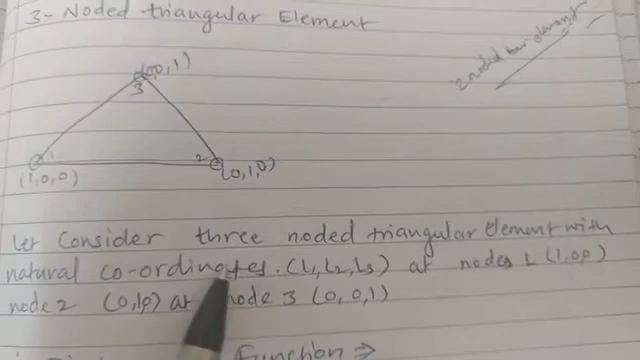 3-Noded triangular Element
2 noded bar element
(0,0,1)
3
1
2
(1,0,0)
(0,1,0)
Let Consider three noded triangular element with
natural co-ordinates. (L1, L2, L3) at nodes 1 (1,0,0)
node 2 (0,1,0) at node 3 (0,0,1)
Function ⇒